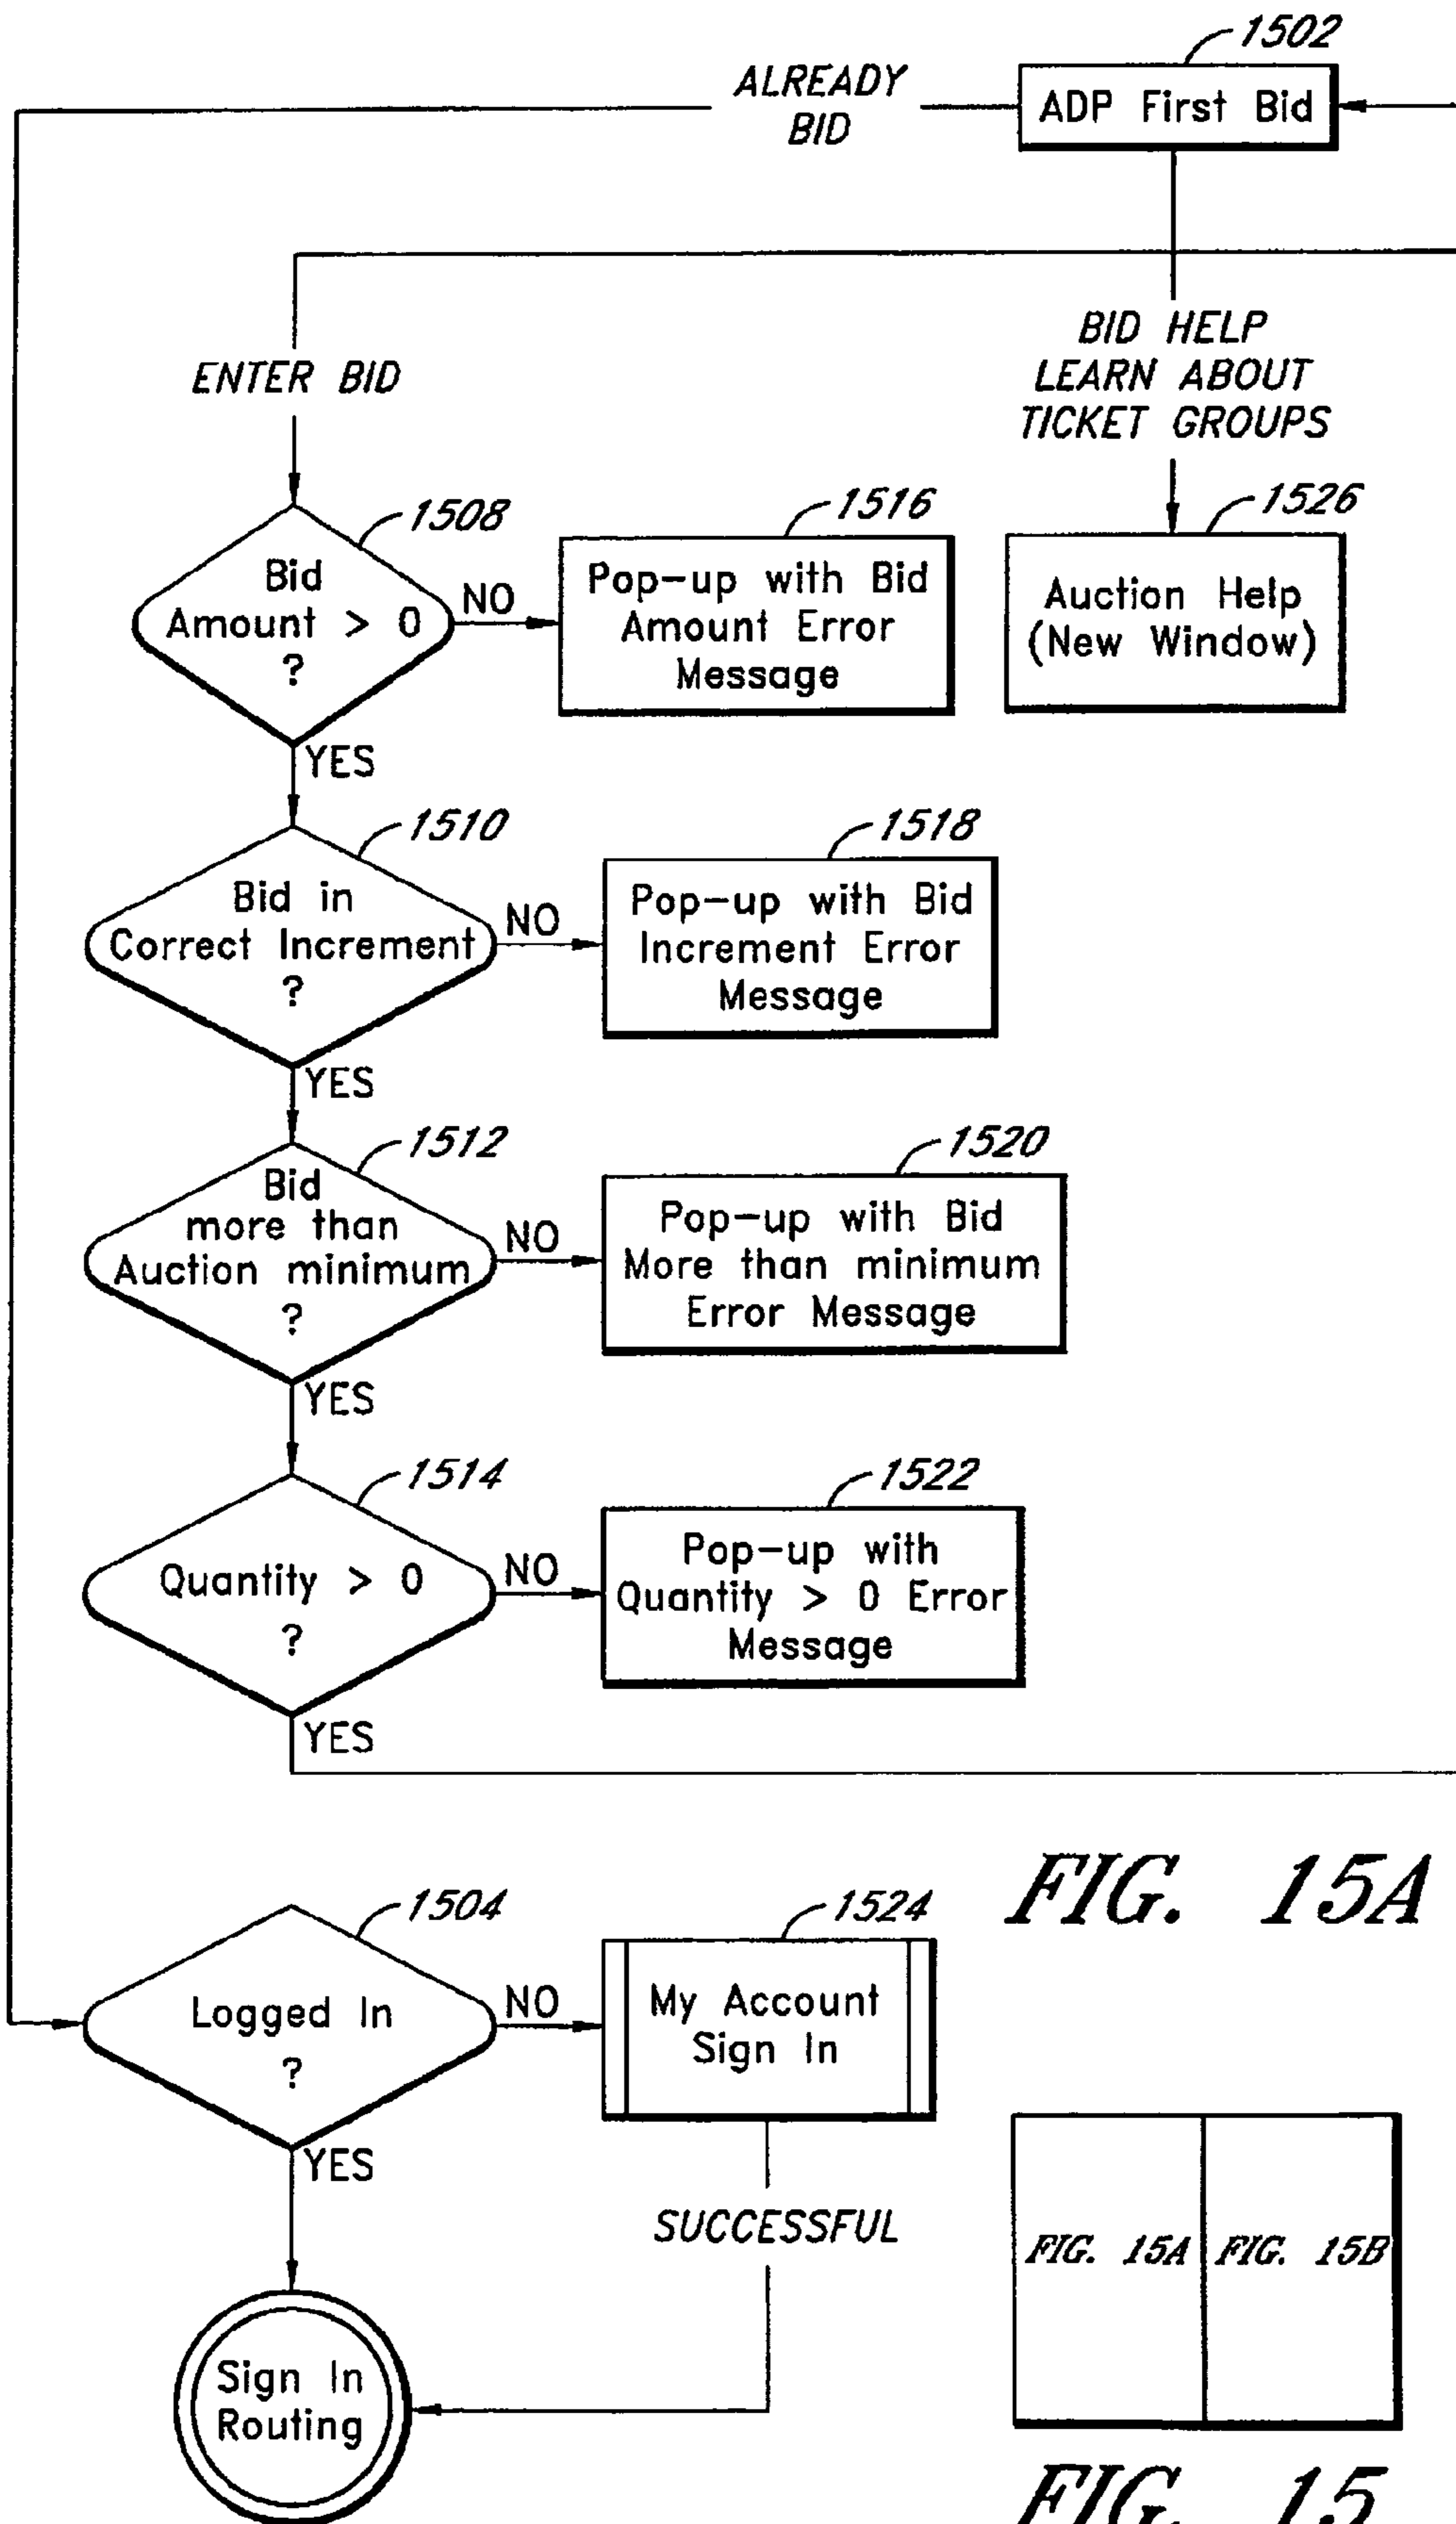 1502
ALREADY
BID
ADP First Bid
BID HELP
LEARN ABOUT
TICKET GROUPS
ENTER BID
1508
Bid
Amount > 0
?
NO
1516
Pop-up with Bid
Amount Error
Message
1526
Auction Help
(New Window)
YES
1510
Bid in
Correct Increment
?
NO
1518
Pop-up with Bid
Increment Error
Message
YES
1512
Bid
more than
Auction minimum
?
NO
1520
Pop-up with Bid
More than minimum
Error Message
YES
1514
Quantity > 0
?
NO
1522
Pop-up with
Quantity > 0 Error
Message
YES
FIG. 15A
1504
Logged In
?
NO
1524
My Account
Sign In
YES
SUCCESSFUL
Sign In
Routing
FIG. 15A
FIG. 15B
FIG. 15